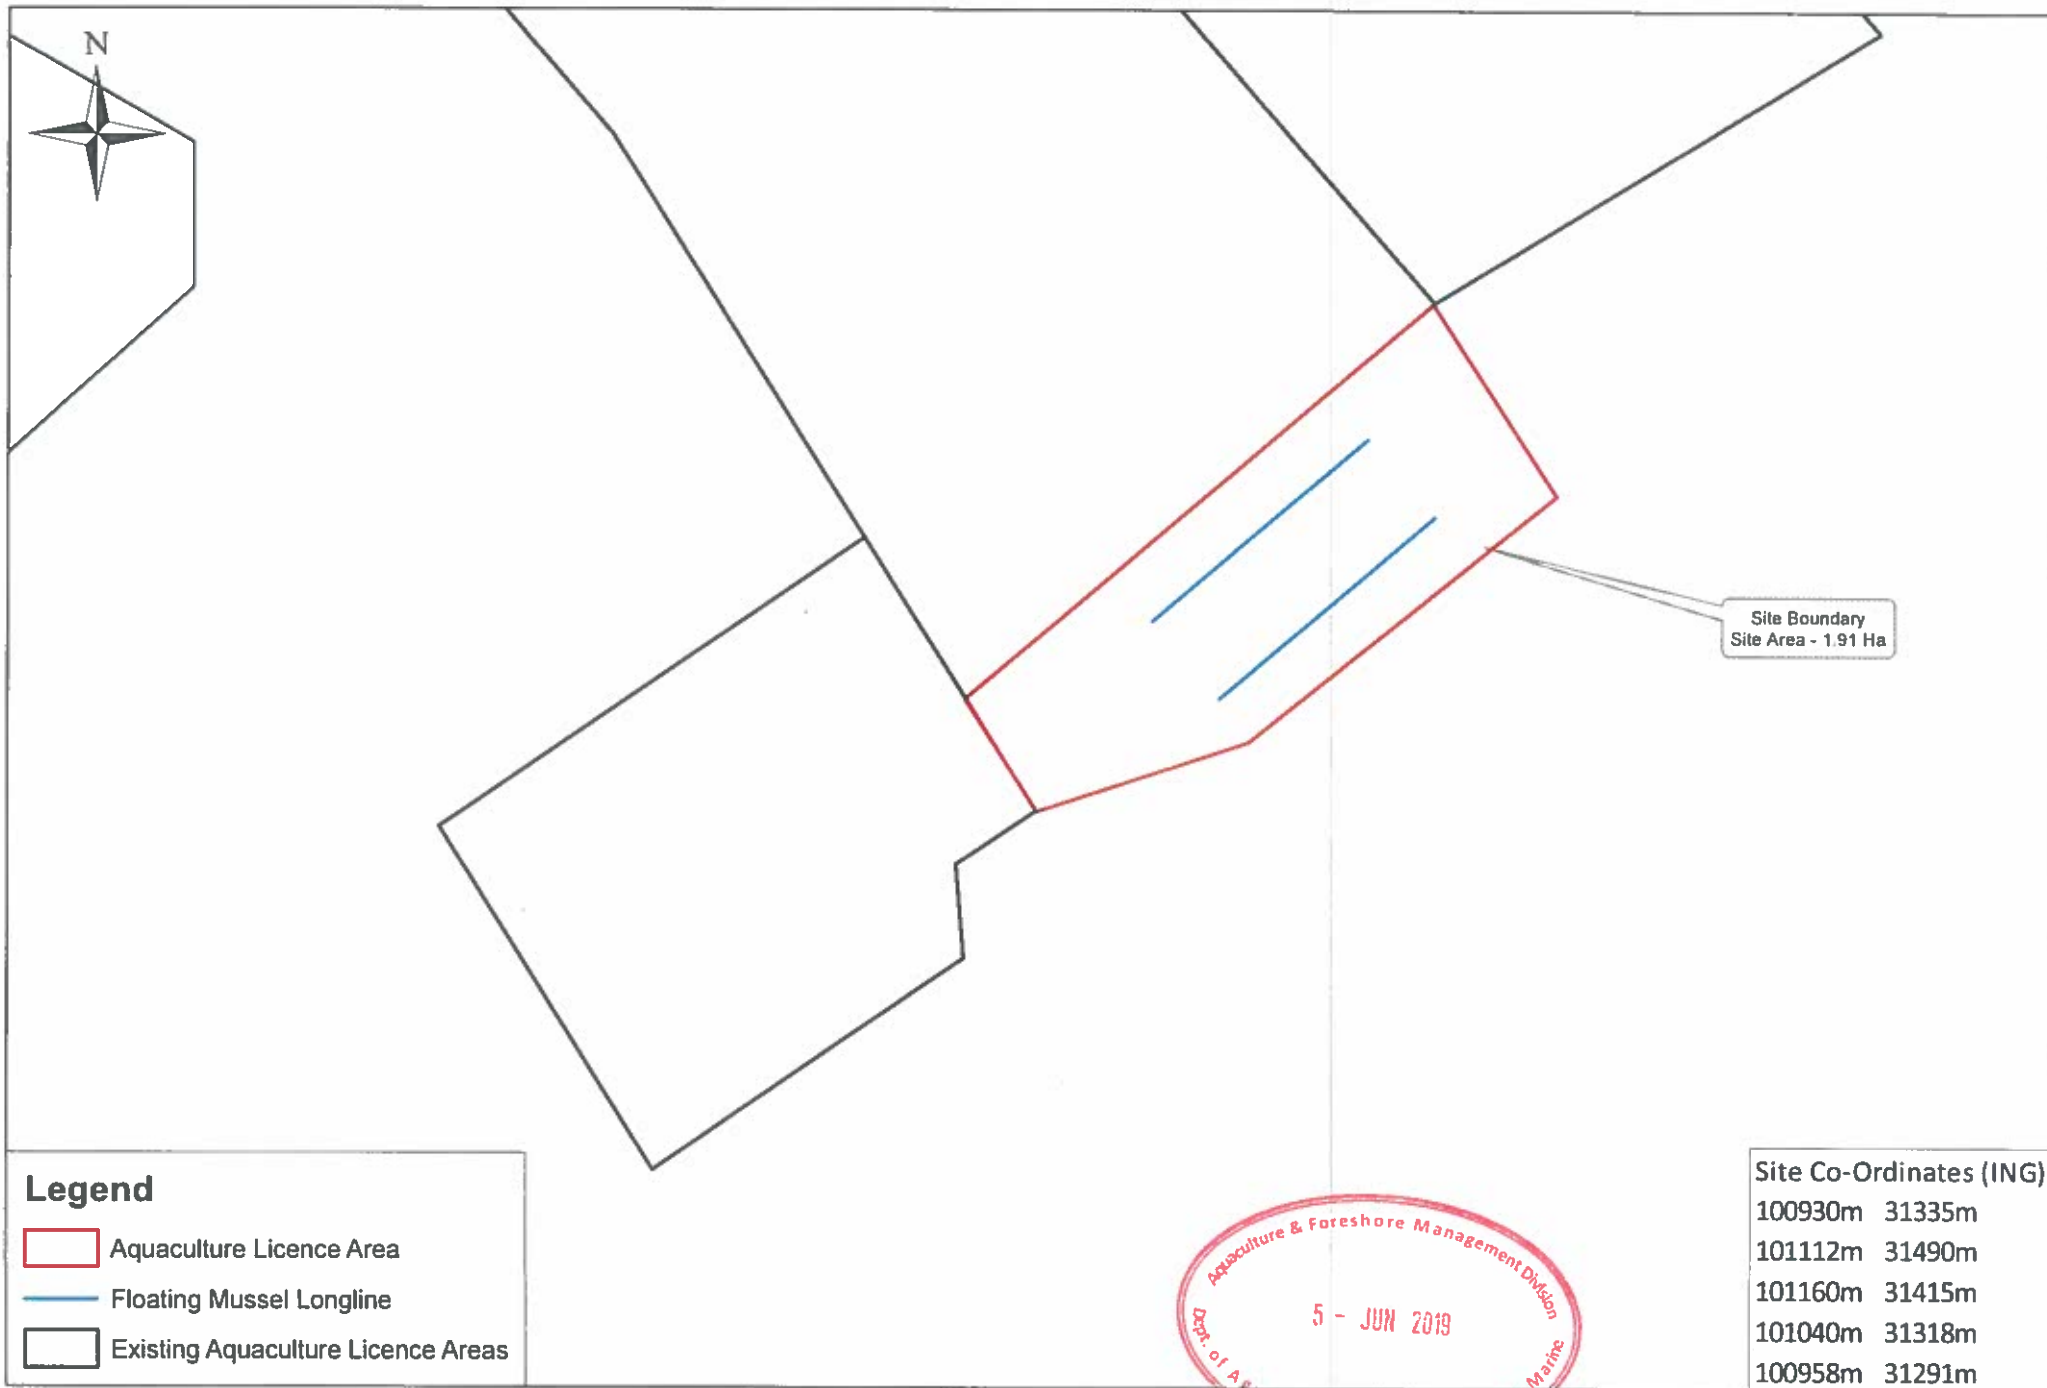 N
Site Boundary
Site Area - 1.91 Ha
Legend
Aquaculture Licence Area
Floating Mussel Longline
Existing Aquaculture Licence Areas
Aquaculture & Foreshore Management Division
5 - JUN 2019
Dept. of
Marine
Site Co-Ordinates (ING)
100930m 31335m
101112m 31490m
101160m 31415m
101040m 31318m
100958m 31291m